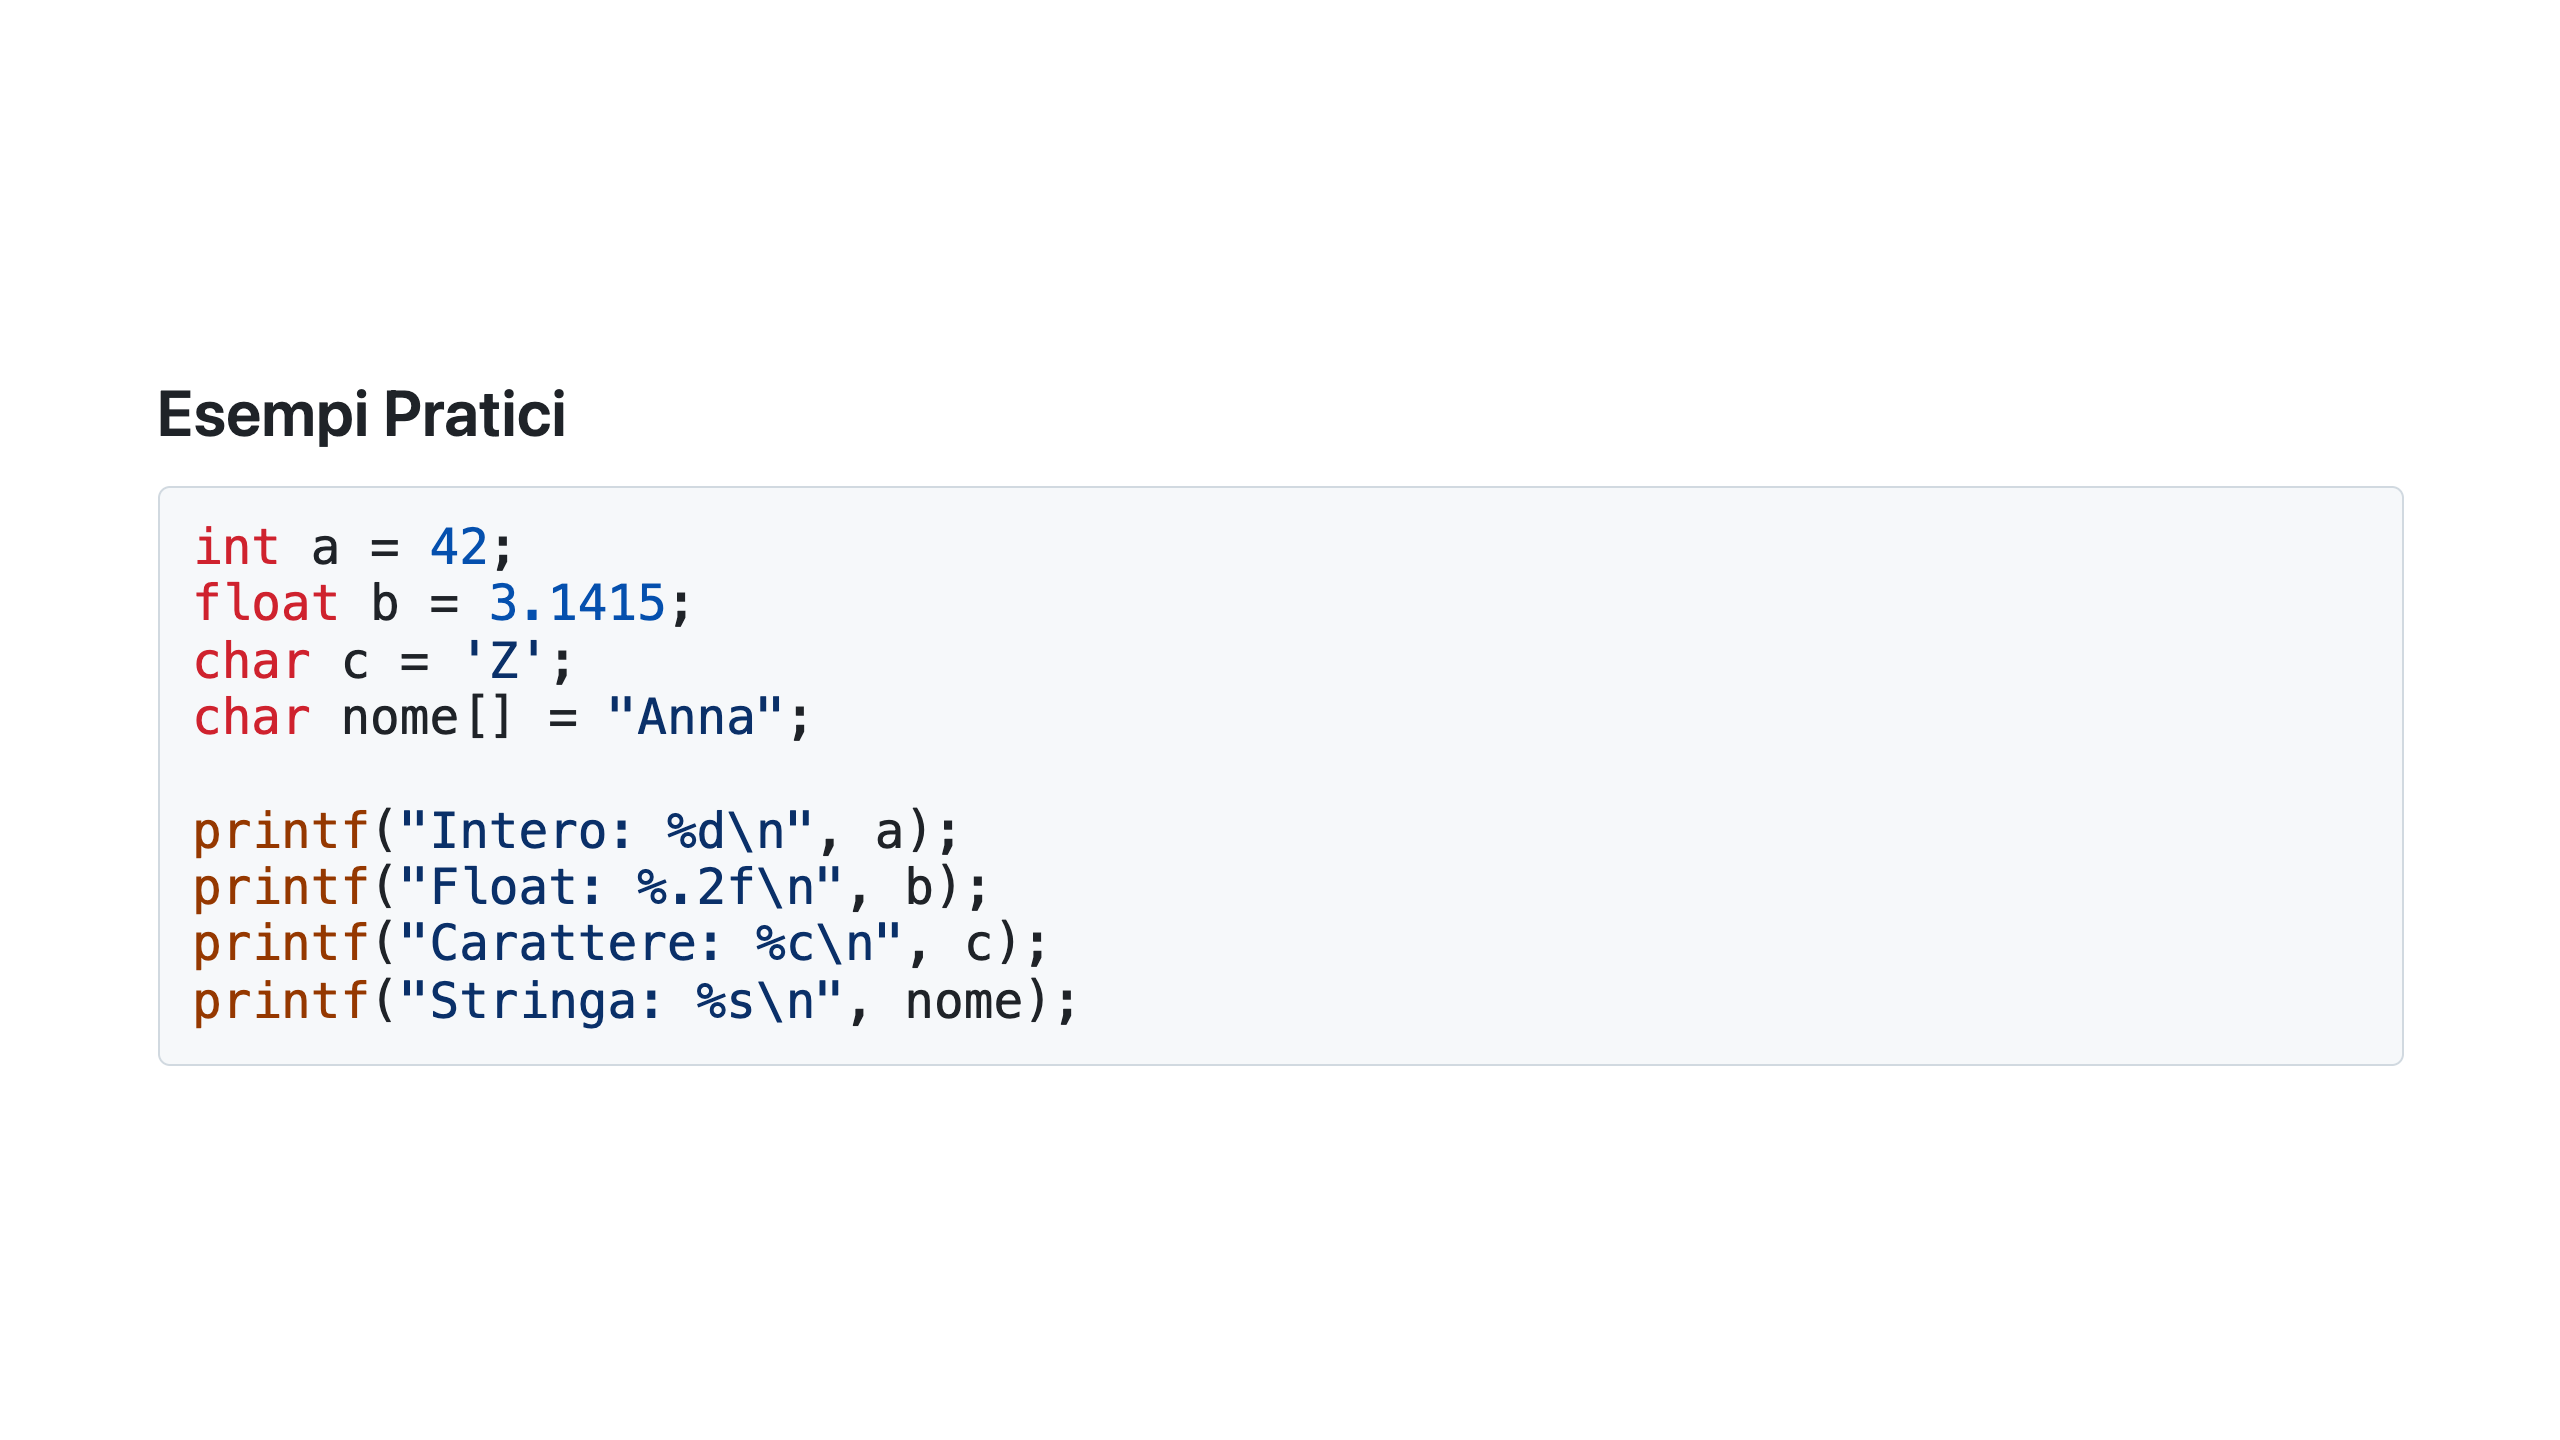 Esempi Pratici
int a = 42;
float b = 3.1415;
char c = 'Z';
char nome[] = "Anna";
printf("Intero: %d\n", a);
printf("Float: %.2f\n", b);
printf("Carattere: %c\n", c);
printf("Stringa: %s\n", nome);